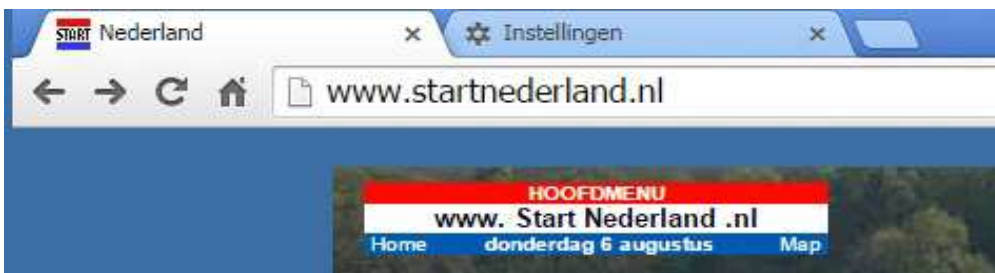 START Nederland Instellingen
www.startnederland.nl
HOOFDMENU
www. Start Nederland .nl
Home donderdag 6 augustus Map